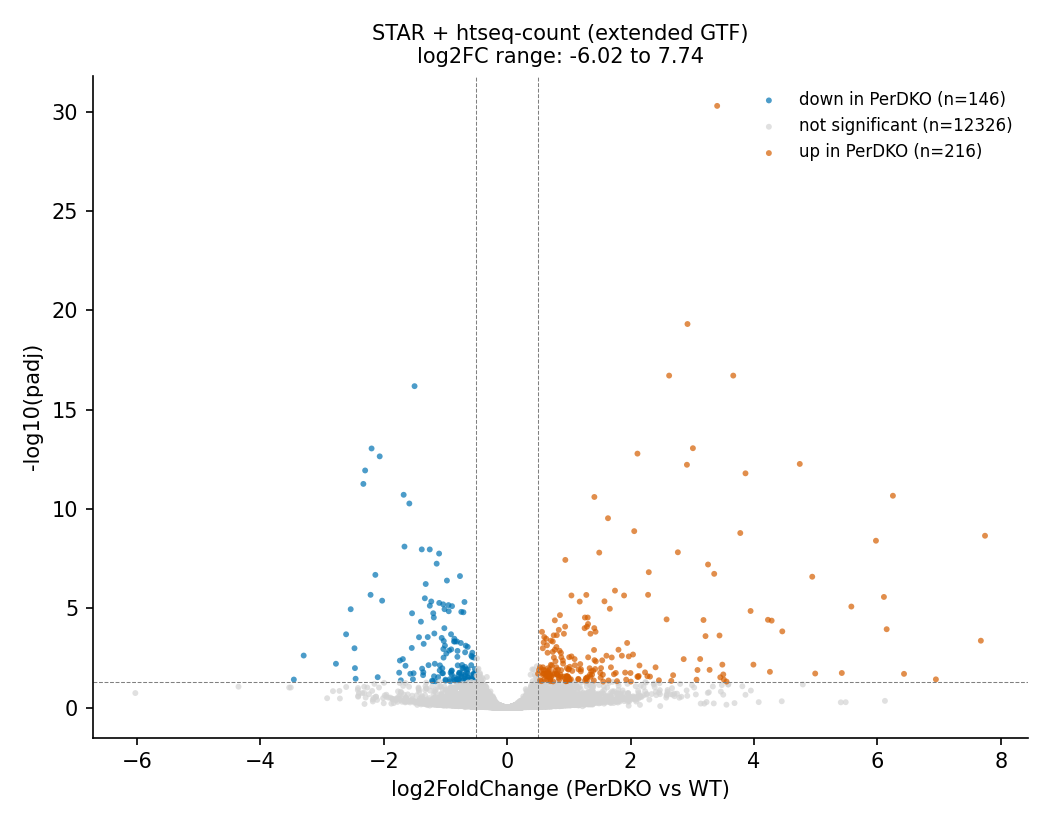 STAR + htseq-count (extended GTF)
log2FC range: -6.02 to 7.74
down in PerDKO (n=146)
not significant (n=12326)
up in PerDKO (n=216)
-log10(padj)
30
25
20
15
10
5
0
−6
−4
−2
0
2
4
6
8
log2FoldChange (PerDKO vs WT)